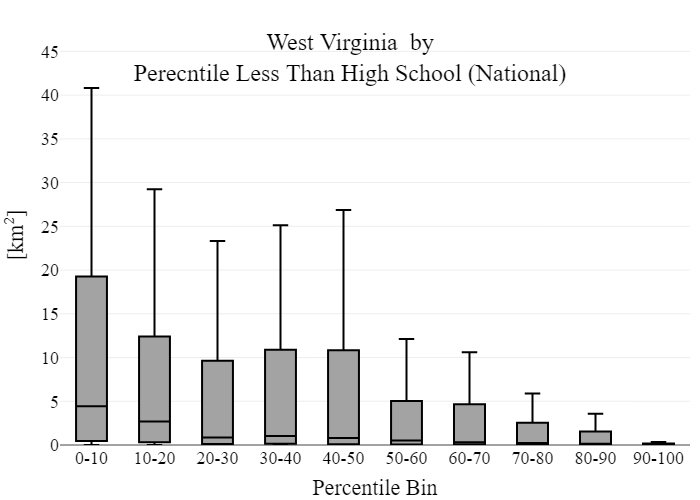 West Virginia  by
Perecntile Less Than High School (National)
[km²]
45
40
35
30
25
20
15
10
5
0
0-10 10-20 20-30 30-40 40-50 50-60 60-70 70-80 80-90 90-100
Percentile Bin